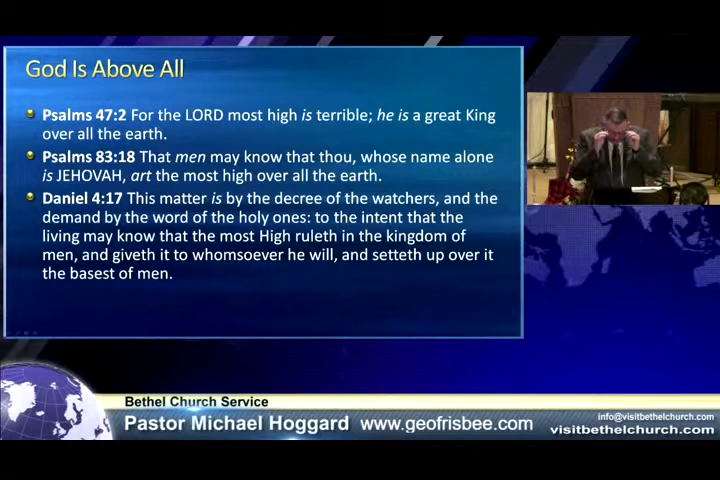 God Is Above All
Psalms 47:2 For the LORD most high is terrible; he is a great King
over all the earth.
Psalms 83:18 That men may know that thou, whose name alone
is JEHOVAH, art the most high over all the earth.
Daniel 4:17 This matter is by the decree of the watchers, and the
demand by the word of the holy ones: to the intent that the
living may know that the most High ruleth in the kingdom of
men, and giveth it to whomsoever he will, and setteth up over it
the basest of men.
Bethel Church Service
Pastor Michael Hoggard www.geofrisbee.com
info@visitbethelchurch.com
visitbethelchurch.com